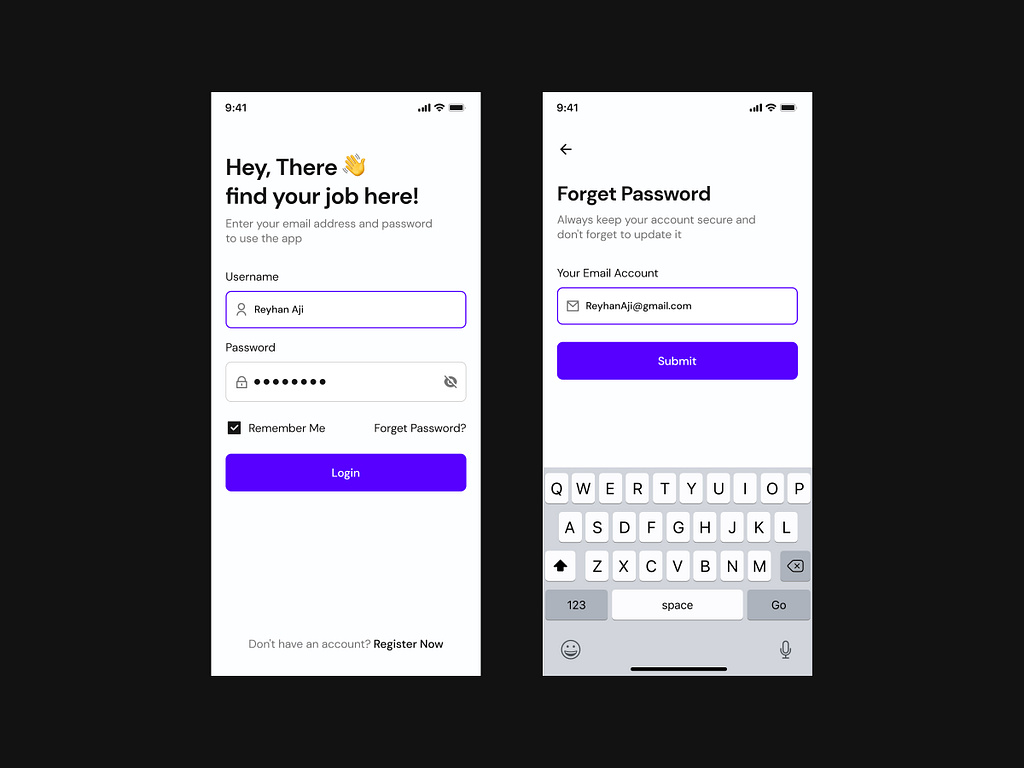 9:41
Hey, There 👋
find your job here!
Enter your email address and password
to use the app
Username
Reyhan Aji
Password
Remember Me
Forget Password?
Login
Don't have an account? Register Now
9:41
Forget Password
Always keep your account secure and
don't forget to update it
Your Email Account
ReyhanAji@gmail.com
Submit
Q W E R T Y U I O P
A S D F G H J K L
Z X C V B N M
123 space Go